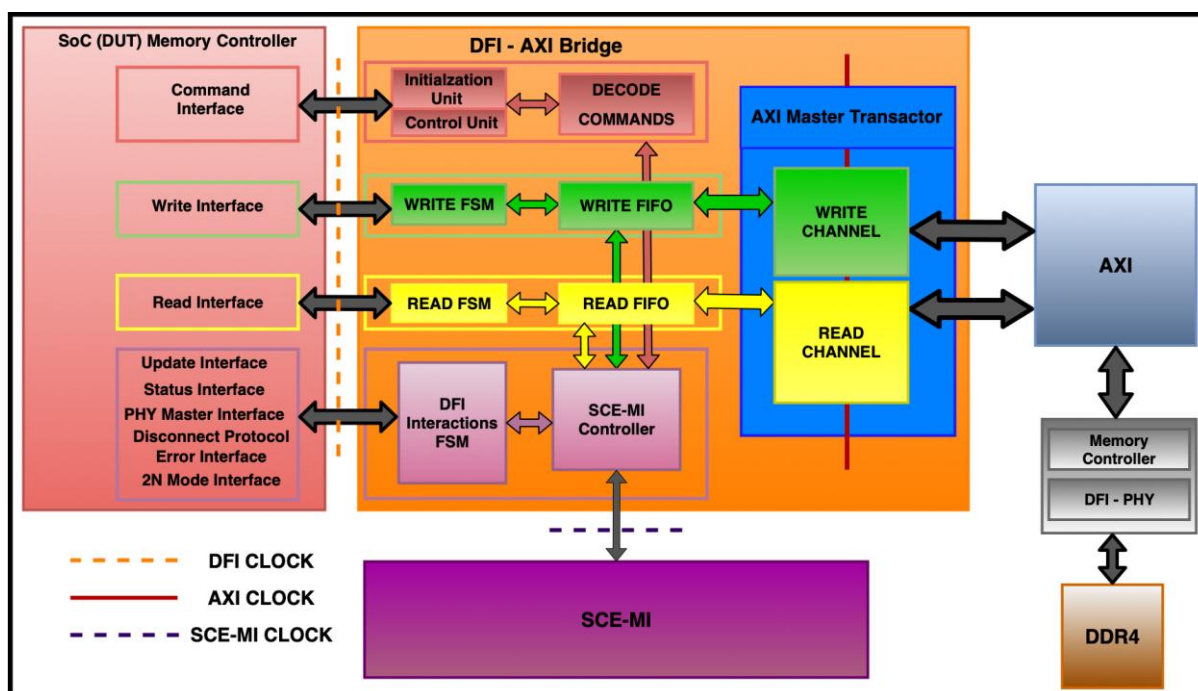 SoC (DUT) Memory Controller
Command
Interface
Write Interface
Read Interface
Update Interface
Status Interface
PHY Master Interface
Disconnect Protocol
Error Interface
2N Mode Interface
DFI - AXI Bridge
Initialzation
Unit
Control Unit
DECODE
COMMANDS
WRITE FSM
WRITE FIFO
READ FSM
READ FIFO
DFI
Interactions
FSM
SCE-MI
Controller
AXI Master Transactor
WRITE
CHANNEL
READ
CHANNEL
AXI
Memory
Controller
DFI - PHY
DDR4
DFI CLOCK
AXI CLOCK
SCE-MI CLOCK
SCE-MI